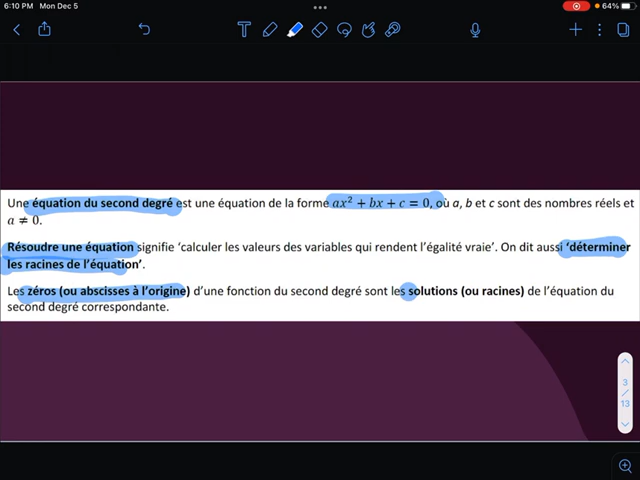 6:10 PM Mon Dec 5
64%
T
Une équation du second degré est une équation de la forme ax² + bx + c = 0, où a, b et c sont des nombres réels et
a ≠ 0.
Résoudre une équation signifie ‘calculer les valeurs des variables qui rendent l’égalité vraie’. On dit aussi ‘déterminer
les racines de l’équation’.
Les zéros (ou abscisses à l’origine) d’une fonction du second degré sont les solutions (ou racines) de l’équation du
second degré correspondante.
3
/
13